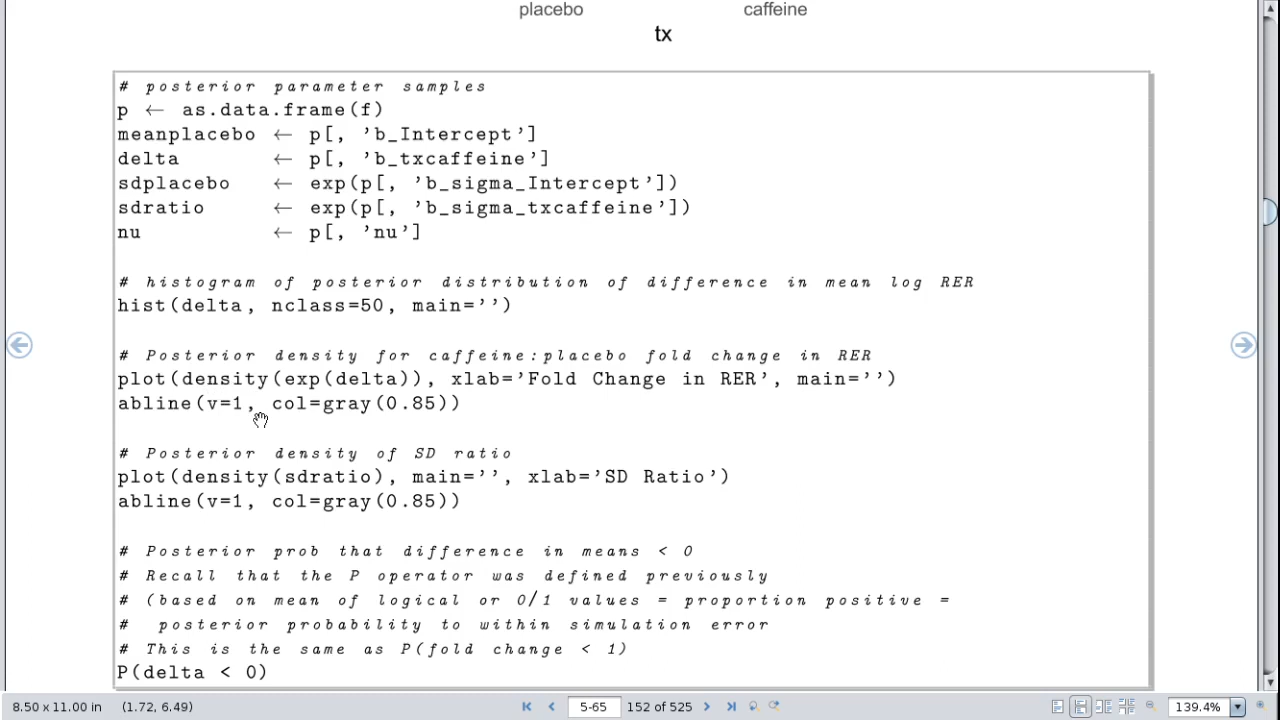 placebo caffeine
tx
# posterior parameter samples
p ← as.data.frame(f)
meanplacebo ← p[, 'b_Intercept']
delta ← p[, 'b_txcaffeine']
sdplacebo ← exp(p[, 'b_sigma_Intercept'])
sdratio ← exp(p[, 'b_sigma_txcaffeine'])
nu ← p[, 'nu']
# histogram of posterior distribution of difference in mean log RER
hist(delta, nclass=50, main='')
# Posterior density for caffeine:placebo fold change in RER
plot(density(exp(delta)), xlab='Fold Change in RER', main='')
abline(v=1, col=gray(0.85))
# Posterior density of SD ratio
plot(density(sdratio), main='', xlab='SD Ratio')
abline(v=1, col=gray(0.85))
# Posterior prob that difference in means < 0
# Recall that the P operator was defined previously
# (based on mean of logical or 0/1 values = proportion positive =
# posterior probability to within simulation error
# This is the same as P(fold change < 1)
P(delta < 0)
8.50 x 11.00 in (1.72, 6.49) 5-65 152 of 525 139.4%